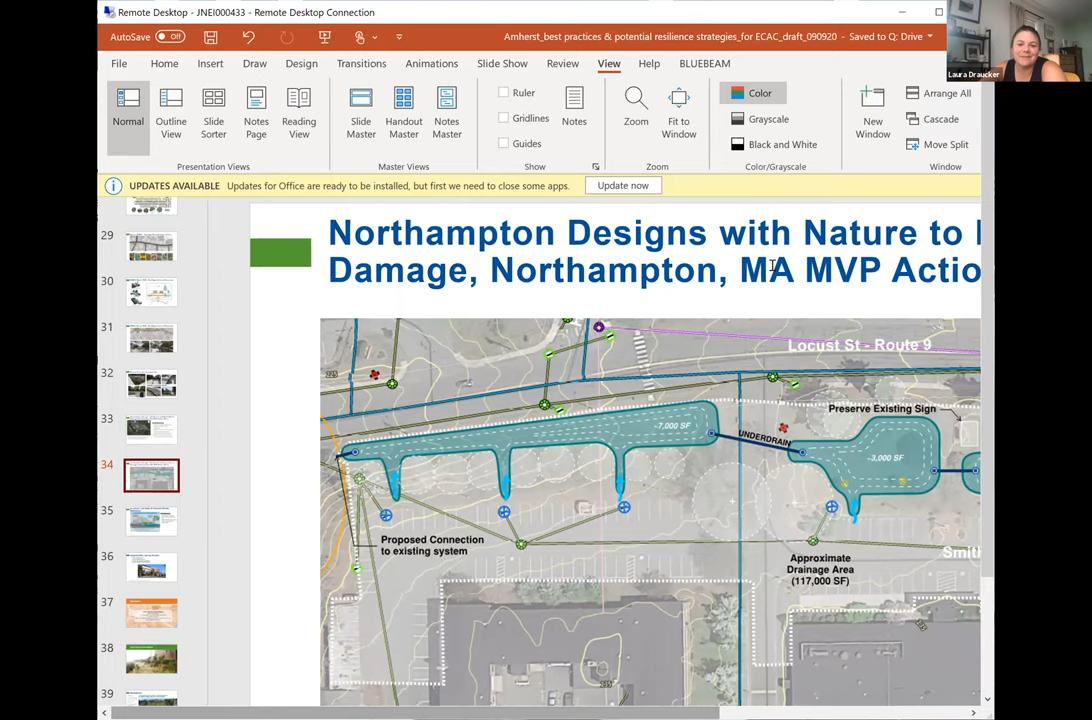 Remote Desktop - JNEI000433 - Remote Desktop Connection
AutoSave Off
Amherst_best practices & potential resilience strategies_for ECAC_draft_090920 - Saved to Q: Drive
Laura Draucker
File Home Insert Draw Design Transitions Animations Slide Show Review View Help BLUEBEAM
Normal
Outline View
Slide Sorter
Notes Page
Reading View
Presentation Views
Slide Master
Handout Master
Notes Master
Master Views
Ruler
Gridlines
Guides
Notes
Show
Zoom
Fit to Window
Zoom
Color
Grayscale
Black and White
Color/Grayscale
New Window
Arrange All
Cascade
Move Split
Window
UPDATES AVAILABLE Updates for Office are ready to be installed, but first we need to close some apps. Update now
29
30
31
32
33
34
35
36
37
38
39
Northampton Designs with Nature to
Damage, Northampton, MA MVP Actio
Locust St - Route 9
225
Preserve Existing Sign
~7,000 SF
UNDERDRAIN
~3,000 SF
Proposed Connection
to existing system
Smit
Approximate
Drainage Area
(117,000 SF)